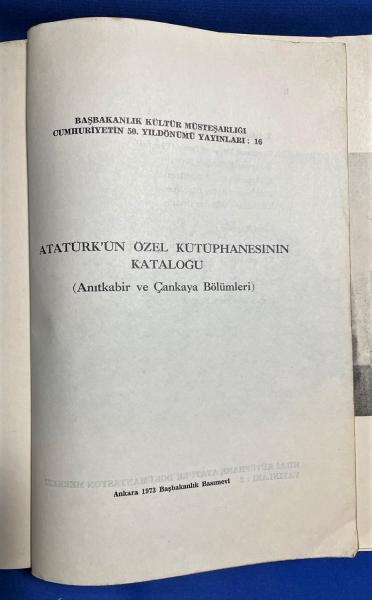 BAŞBAKANLIK KÜLTÜR MÜSTEŞARLIĞI
CUMHURİYETİN 50. YILDÖNÜMÜ YAYINLARI : 16
ATATÜRK'ÜN ÖZEL KÜTÜPHANESİNİN
KATALOĞU
(Anıtkabir ve Çankaya Bölümleri)
Ankara 1973 Başbakanlık Basımevi